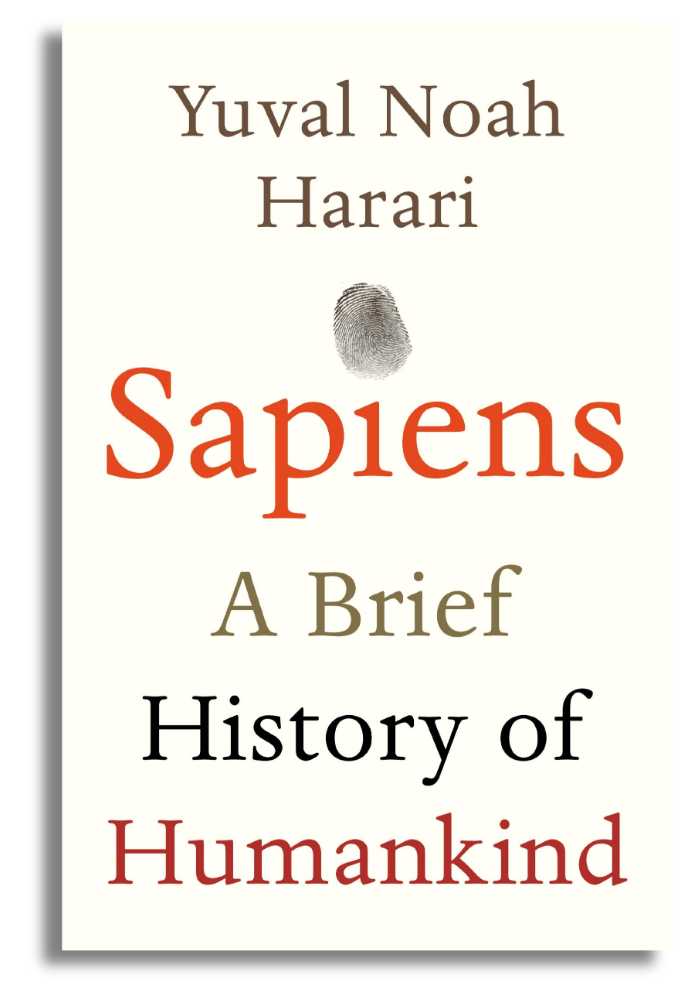 Yuval Noah
Harari
Sapiens
A Brief
History of
Humankind